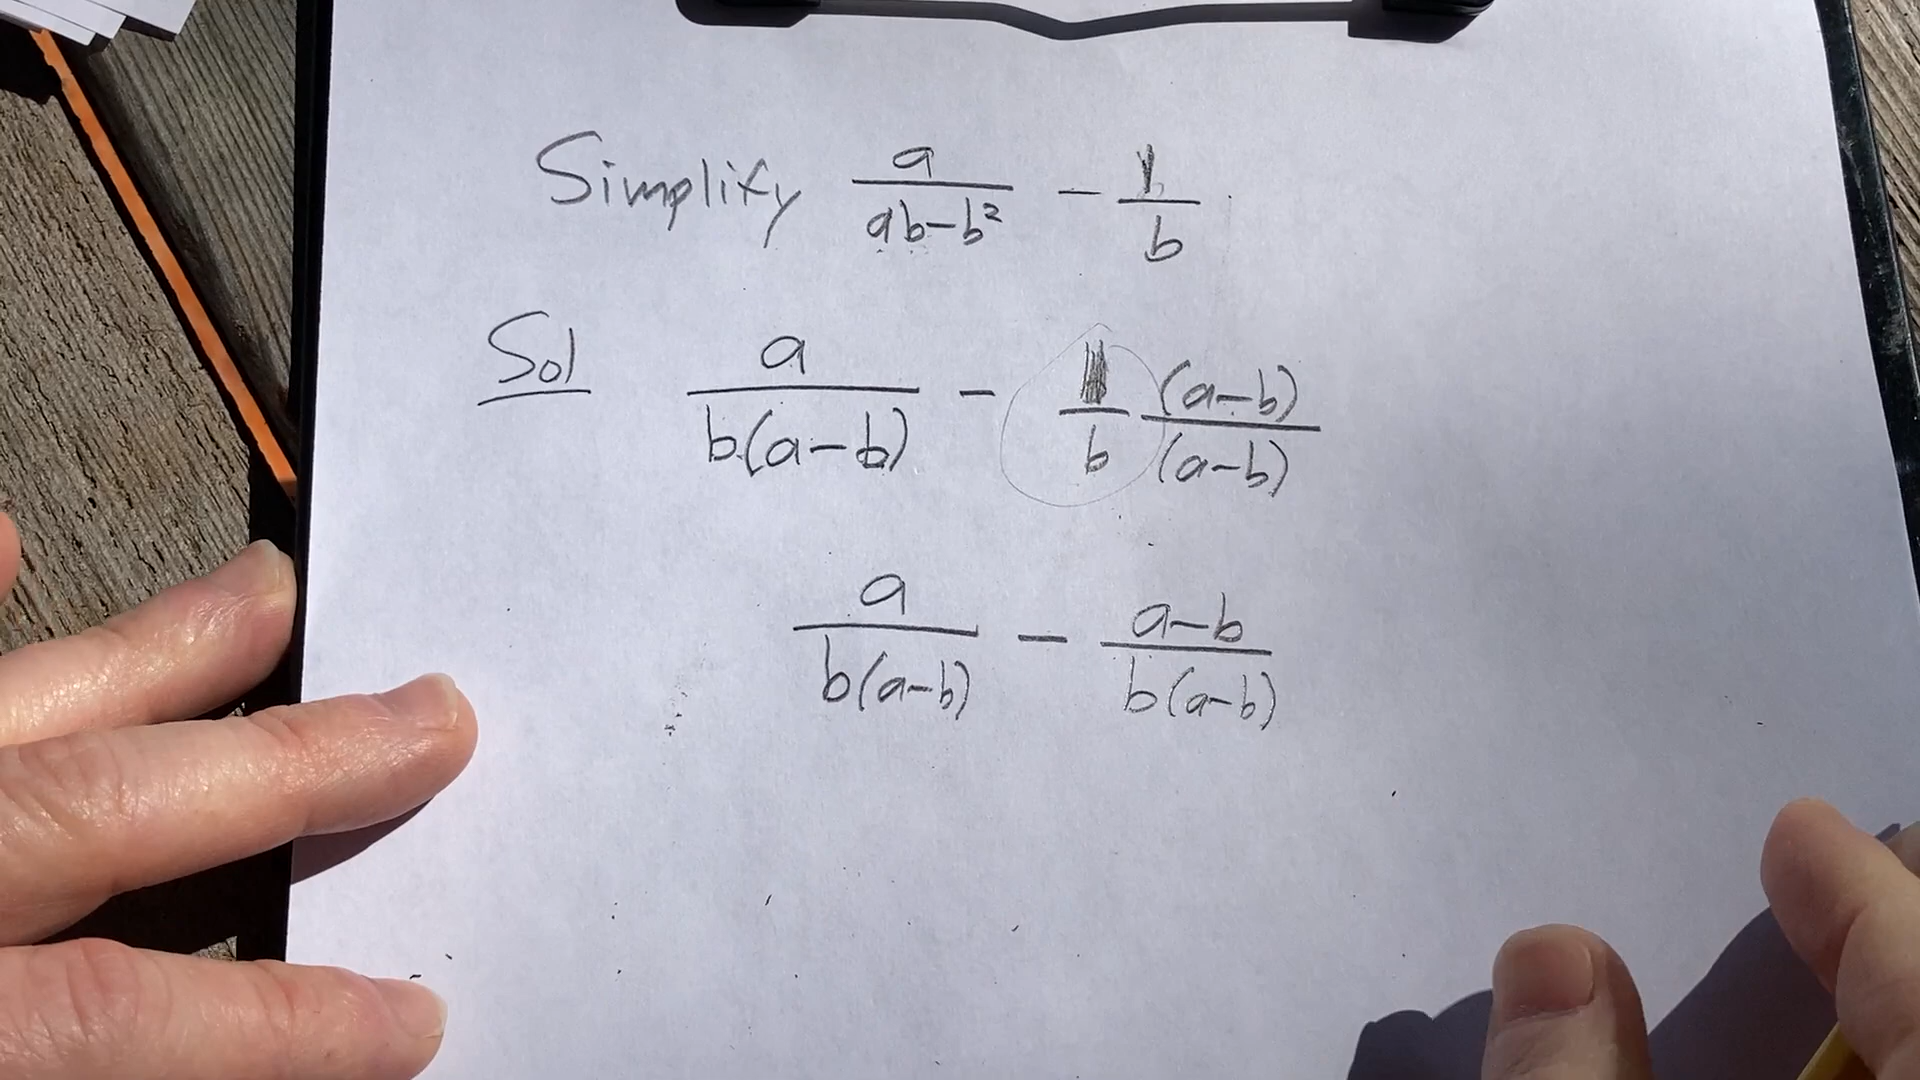 Simplify a/(ab-b²) - 1/b
Sol a/(b(a-b)) - 1/b (a-b)/(a-b)
a/(b(a-b)) - (a-b)/(b(a-b))